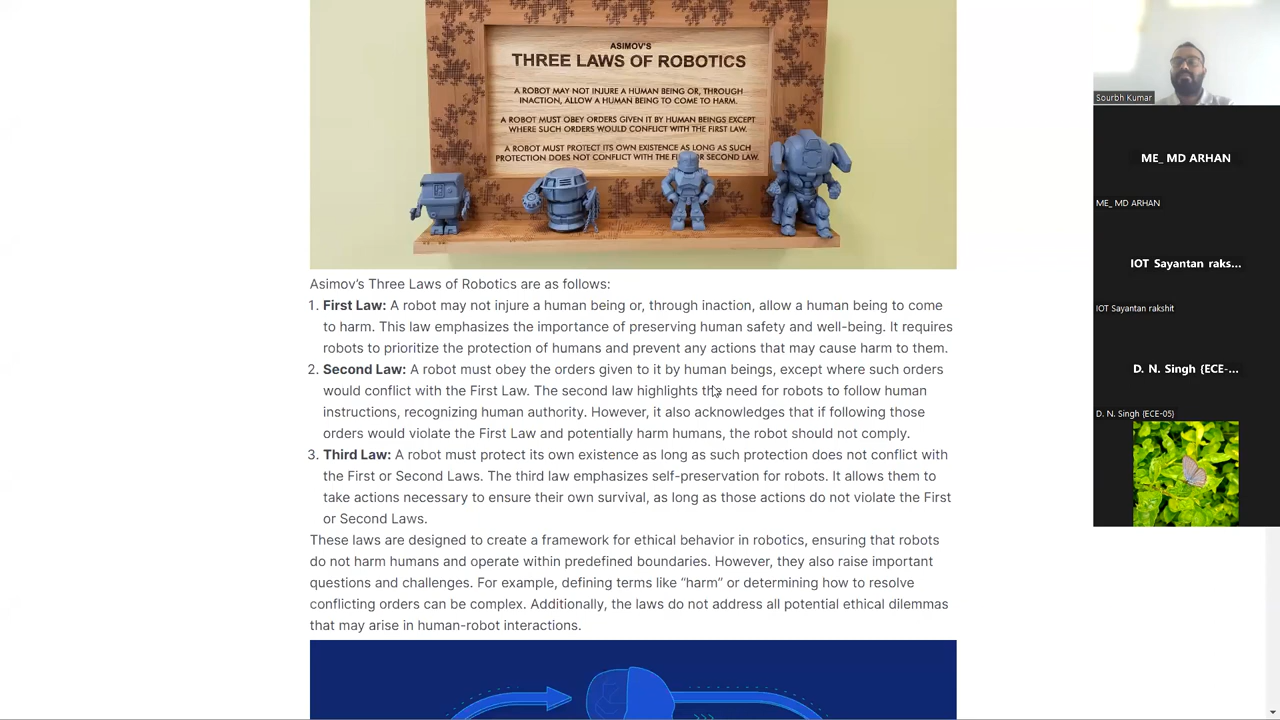 ASIMOV'S
THREE LAWS OF ROBOTICS
A ROBOT MAY NOT INJURE A HUMAN BEING OR, THROUGH
INACTION, ALLOW A HUMAN BEING TO COME TO HARM.
A ROBOT MUST OBEY ORDERS GIVEN IT BY HUMAN BEINGS EXCEPT
WHERE SUCH ORDERS WOULD CONFLICT WITH THE FIRST LAW.
A ROBOT MUST PROTECT ITS OWN EXISTENCE AS LONG AS SUCH
PROTECTION DOES NOT CONFLICT WITH THE FIRST OR SECOND LAW.
Asimov's Three Laws of Robotics are as follows:
1. First Law: A robot may not injure a human being or, through inaction, allow a human being to come
to harm. This law emphasizes the importance of preserving human safety and well-being. It requires
robots to prioritize the protection of humans and prevent any actions that may cause harm to them.
2. Second Law: A robot must obey the orders given to it by human beings, except where such orders
would conflict with the First Law. The second law highlights the need for robots to follow human
instructions, recognizing human authority. However, it also acknowledges that if following those
orders would violate the First Law and potentially harm humans, the robot should not comply.
3. Third Law: A robot must protect its own existence as long as such protection does not conflict with
the First or Second Laws. The third law emphasizes self-preservation for robots. It allows them to
take actions necessary to ensure their own survival, as long as those actions do not violate the First
or Second Laws.
These laws are designed to create a framework for ethical behavior in robotics, ensuring that robots
do not harm humans and operate within predefined boundaries. However, they also raise important
questions and challenges. For example, defining terms like "harm" or determining how to resolve
conflicting orders can be complex. Additionally, the laws do not address all potential ethical dilemmas
that may arise in human-robot interactions.
Sourbh Kumar
ME_ MD ARHAN
ME_ MD ARHAN
IOT Sayantan raks...
IOT Sayantan rakshit
D. N. Singh (ECE-...
D. N. Singh (ECE-05)